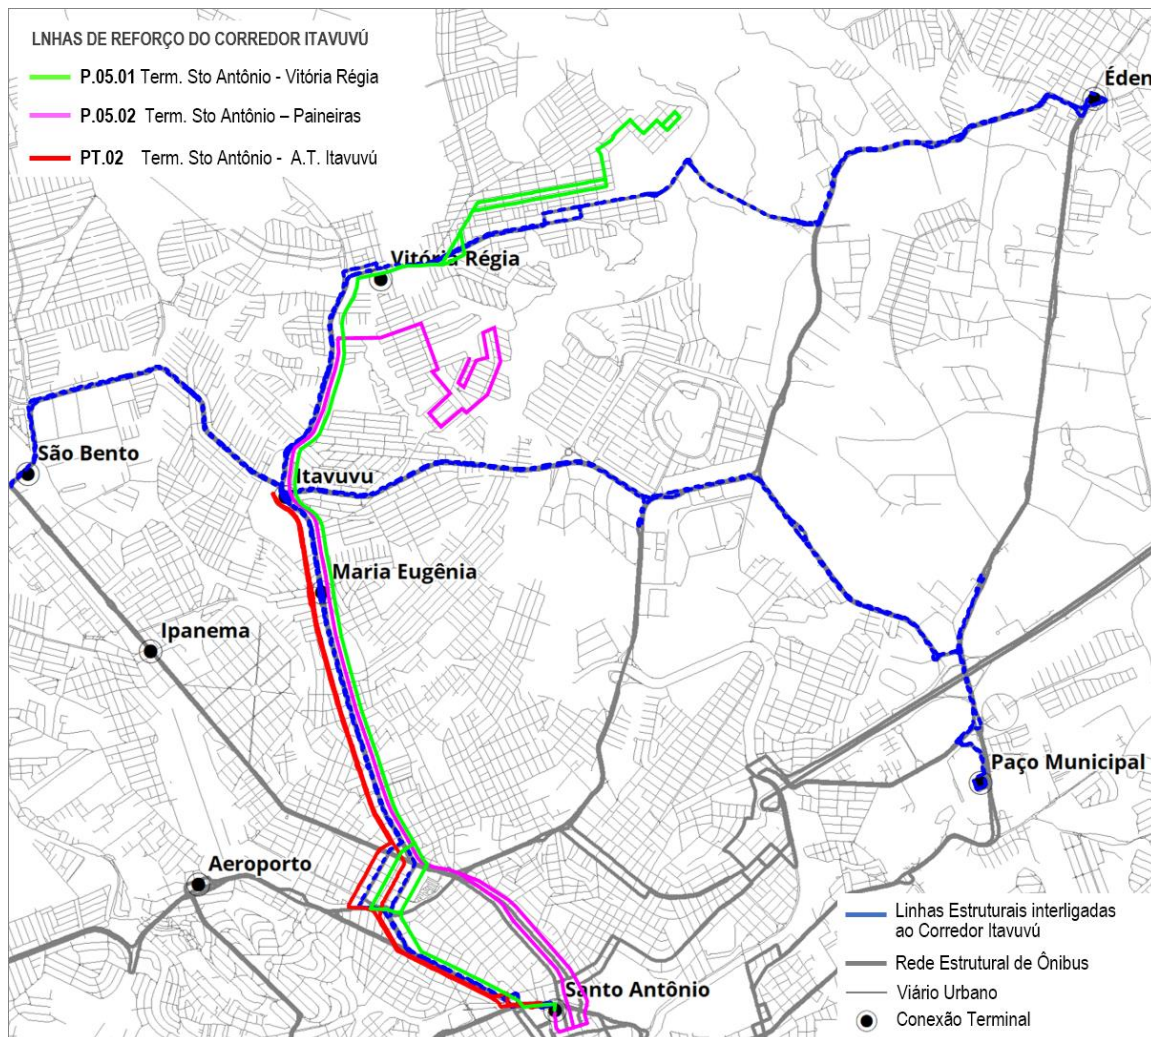 LNHAS DE REFORÇO DO CORREDOR ITAVUVÚ
P.05.01 Term. Sto Antônio - Vitória Régia
P.05.02 Term. Sto Antônio – Paineiras
PT.02 Term. Sto Antônio - A.T. Itavuvú
Éden
Vitória Régia
São Bento
Itavuvu
Maria Eugênia
Ipanema
Paço Municipal
Aeroporto
Santo Antônio
Linhas Estruturais interligadas
ao Corredor Itavuvú
Rede Estrutural de Ônibus
Viário Urbano
Conexão Terminal